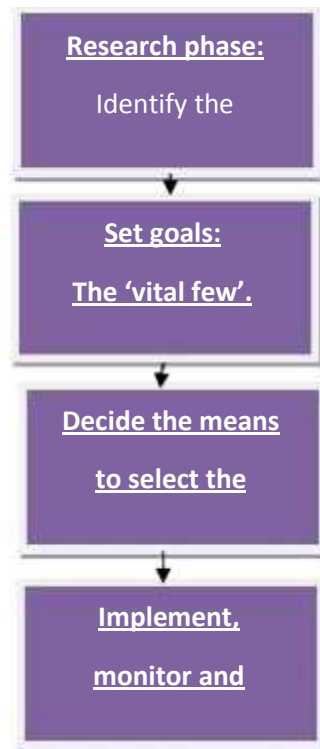 Research phase:
Identify the
Set goals:
The ‘vital few’.
Decide the means
to select the
Implement,
monitor and